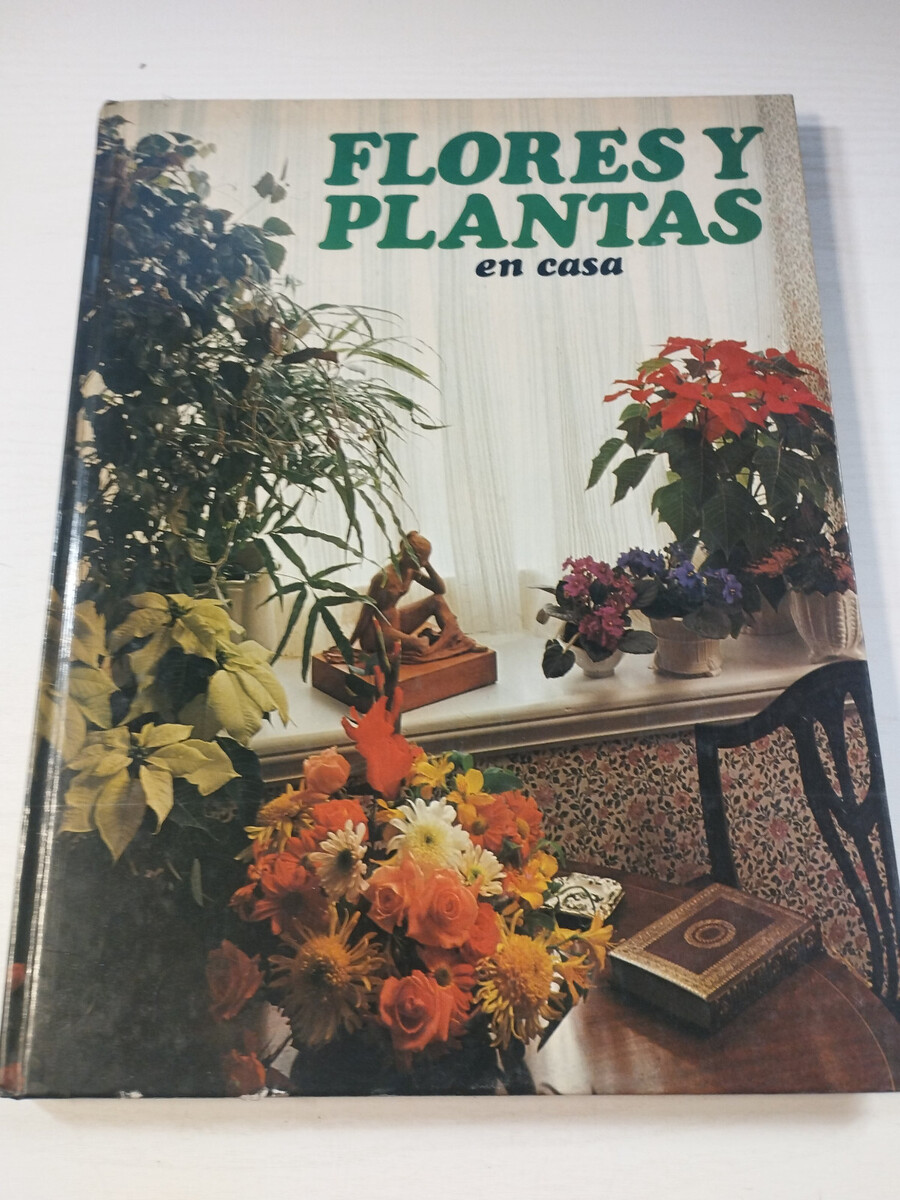 FLORES Y
PLANTAS
en casa